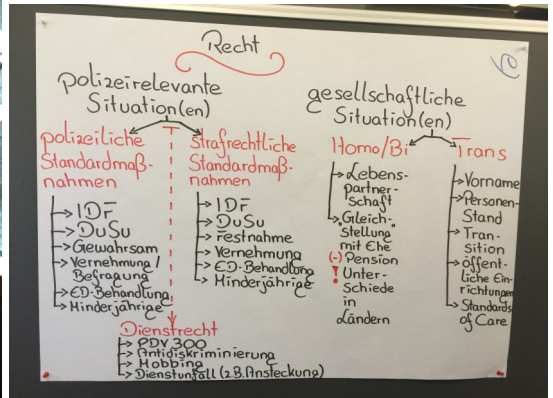 Recht
polizeirelevante
Situation(en)
polizeiliche
Standardmaß-
nahmen
→ IDF
→ DuSu
→ Gewahrsam
→ Vernehmung/
Befragung
→ ED-Behandlung
→ Minderjährige
strafrechtliche
Standardmaß-
nahmen
→ IDF
→ DuSu
→ Festnahme
→ Vernehmung
→ ED-Behandlung
→ Minderjährige
Dienstrecht
→ PDV 300
→ Antidiskriminierung
→ Mobbing
→ Dienstunfall (z.B. Ansteckung)
gesellschaftliche
Situation(en)
Homo/Bi
→ Lebens-
partner-
schaft
→ Gleich-
stellung
mit Ehe
(-) Pension
! Unter-
schiede
in
Ländern
Trans
→ Vorname
→ Personen-
stand
→ Tran-
sition
→ öffent-
liche Ein-
richtungen
→ Standards
of Care